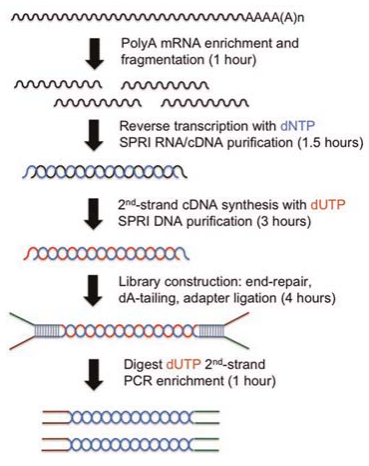 AAAA(A)n
PolyA mRNA enrichment and
fragmentation (1 hour)
Reverse transcription with dNTP
SPRI RNA/cDNA purification (1.5 hours)
2nd-strand cDNA synthesis with dUTP
SPRI DNA purification (3 hours)
Library construction: end-repair,
dA-tailing, adapter ligation (4 hours)
Digest dUTP 2nd-strand
PCR enrichment (1 hour)